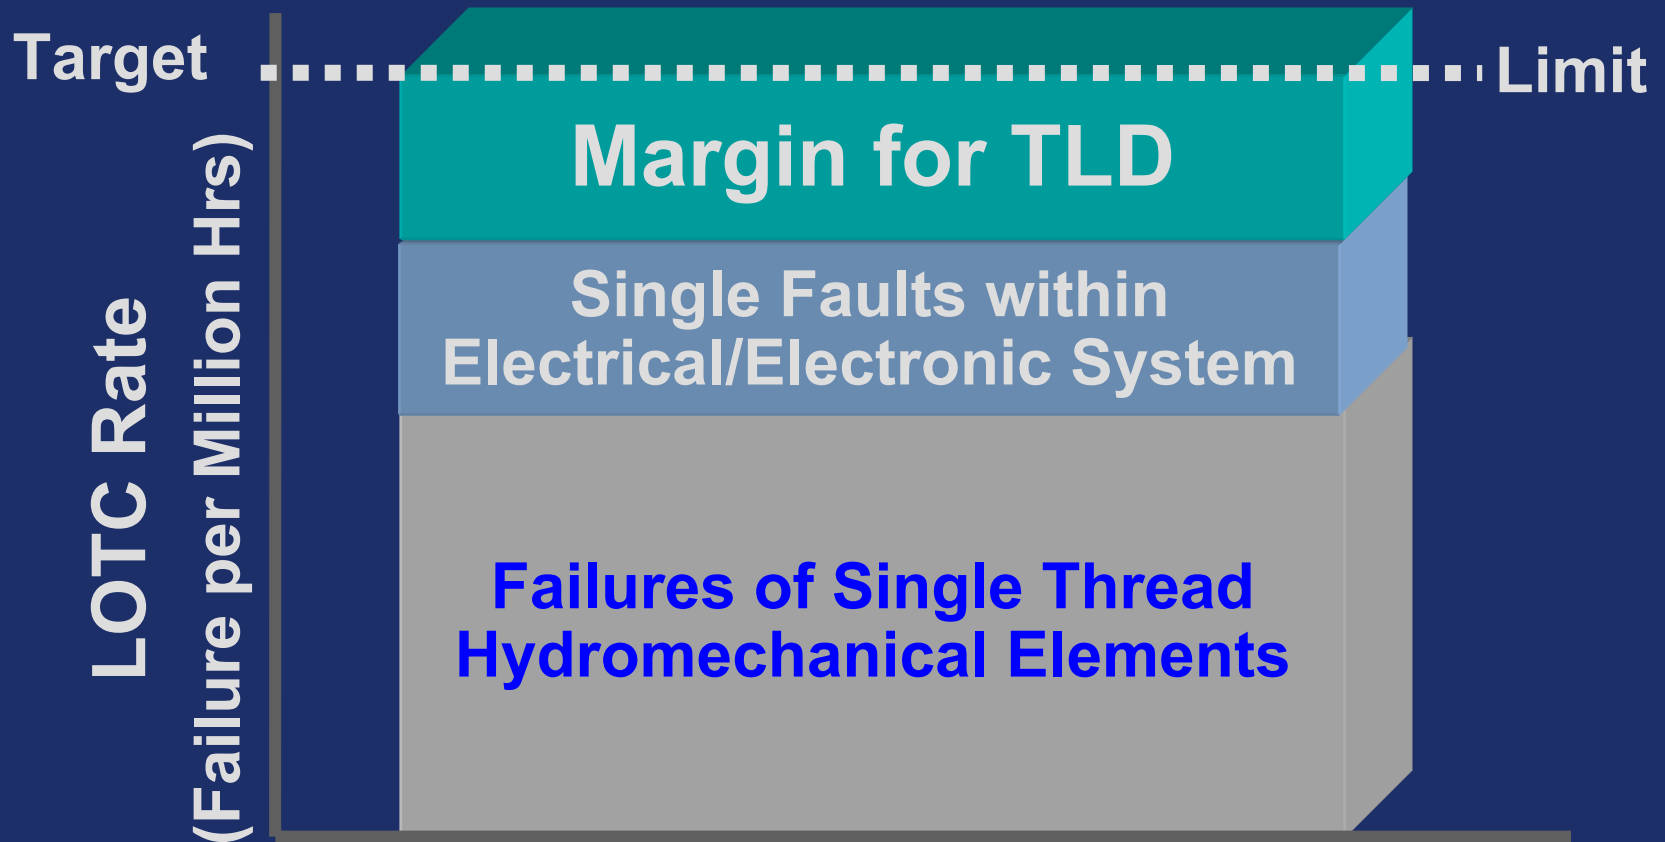 Target
Limit
Margin for TLD
Single Faults within
Electrical/Electronic System
Failures of Single Thread
Hydromechanical Elements
LOTC Rate
(Failure per Million Hrs)